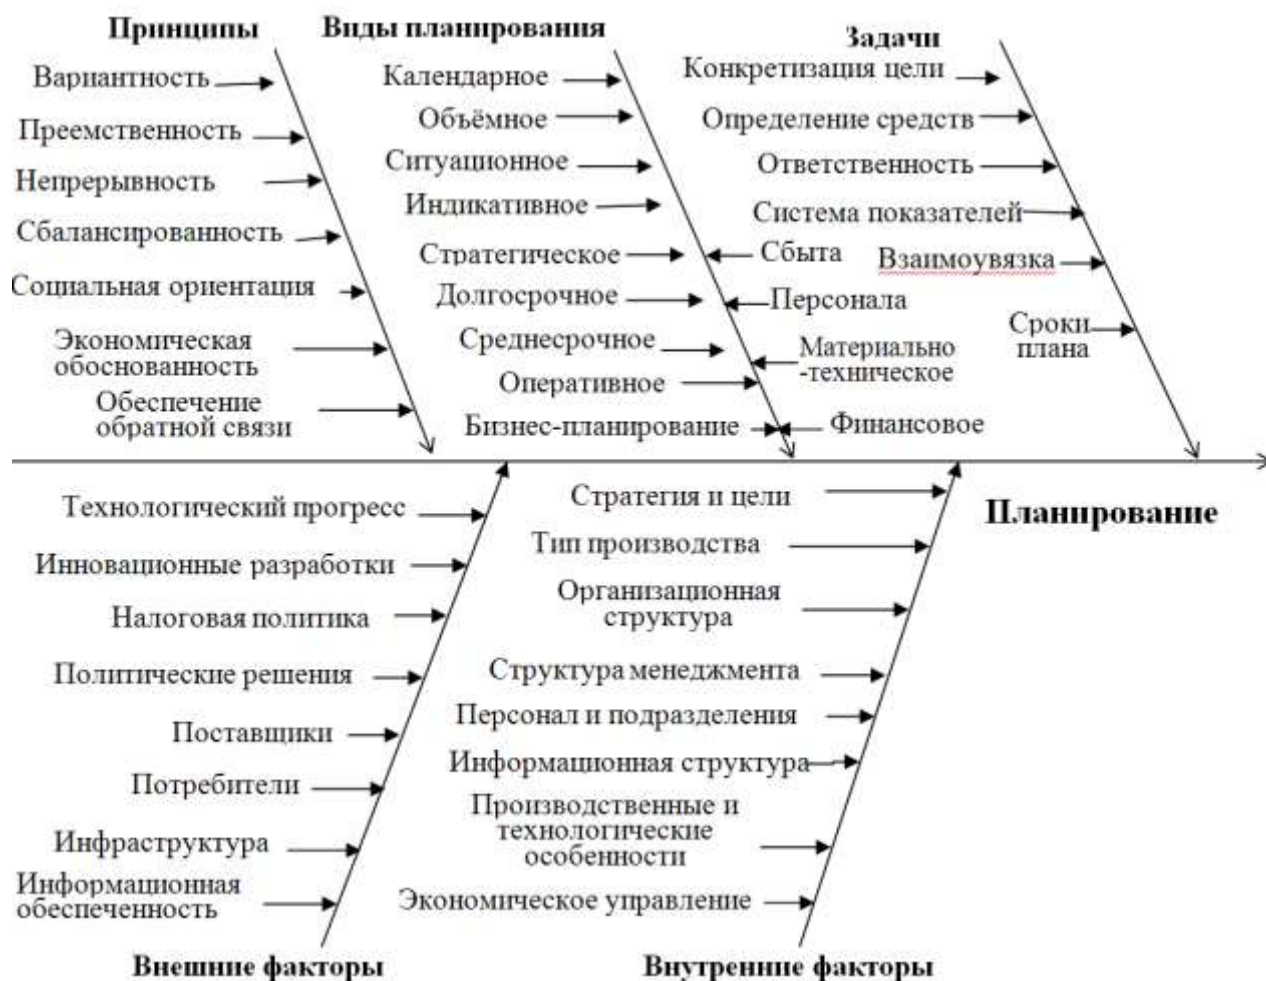 Принципы
Вариантность
Преемственность
Непрерывность
Сбалансированность
Социальная ориентация
Экономическая
обоснованность
Обеспечение
обратной связи
Виды планирования
Календарное
Объёмное
Ситуационное
Индикативное
Стратегическое
Долгосрочное
Среднесрочное
Оперативное
Бизнес-планирование
Сбыта
Персонала
Материально
-техническое
Финансовое
Задачи
Конкретизация цели
Определение средств
Ответственность
Система показателей
Взаимоувязка
Сроки
плана
Планирование
Технологический прогресс
Инновационные разработки
Налоговая политика
Политические решения
Поставщики
Потребители
Инфраструктура
Информационная
обеспеченность
Внешние факторы
Стратегия и цели
Тип производства
Организационная
структура
Структура менеджмента
Персонал и подразделения
Информационная структура
Производственные и
технологические
особенности
Экономическое управление
Внутренние факторы